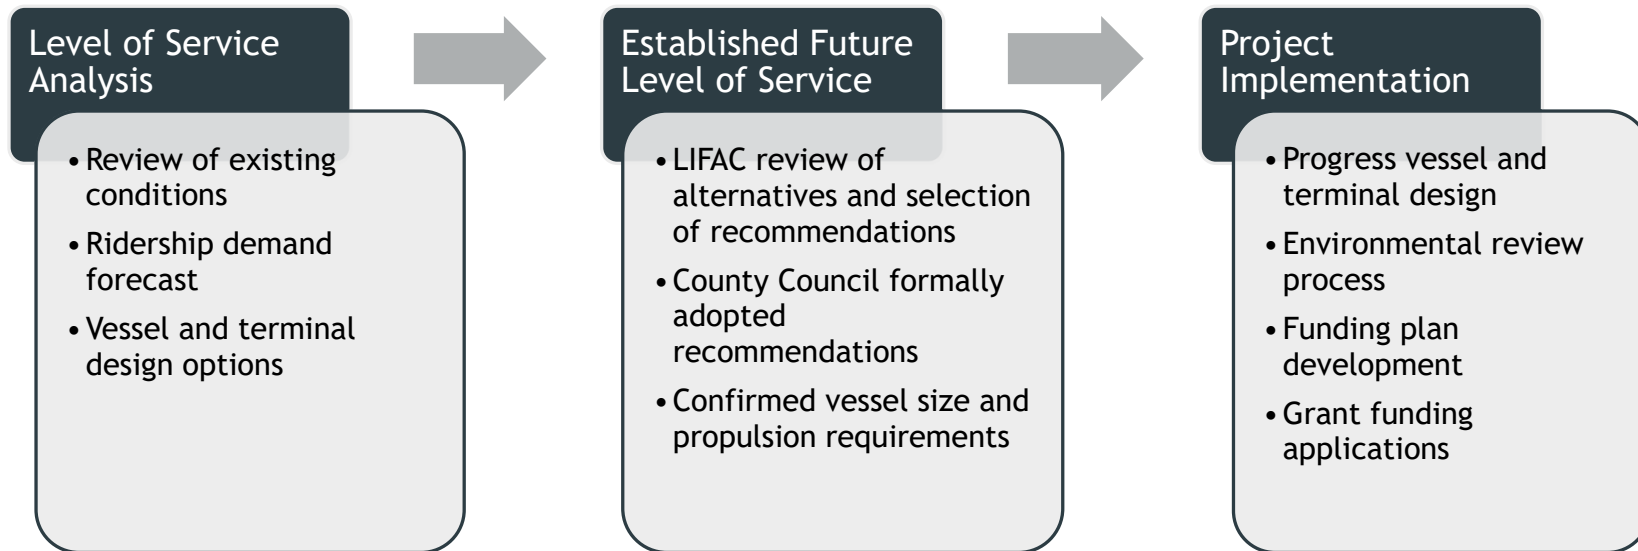 Level of Service
Analysis
• Review of existing
conditions
• Ridership demand
forecast
• Vessel and terminal
design options
Established Future
Level of Service
• LIFAC review of
alternatives and selection
of recommendations
• County Council formally
adopted
recommendations
• Confirmed vessel size and
propulsion requirements
Project
Implementation
• Progress vessel and
terminal design
• Environmental review
process
• Funding plan
development
• Grant funding
applications